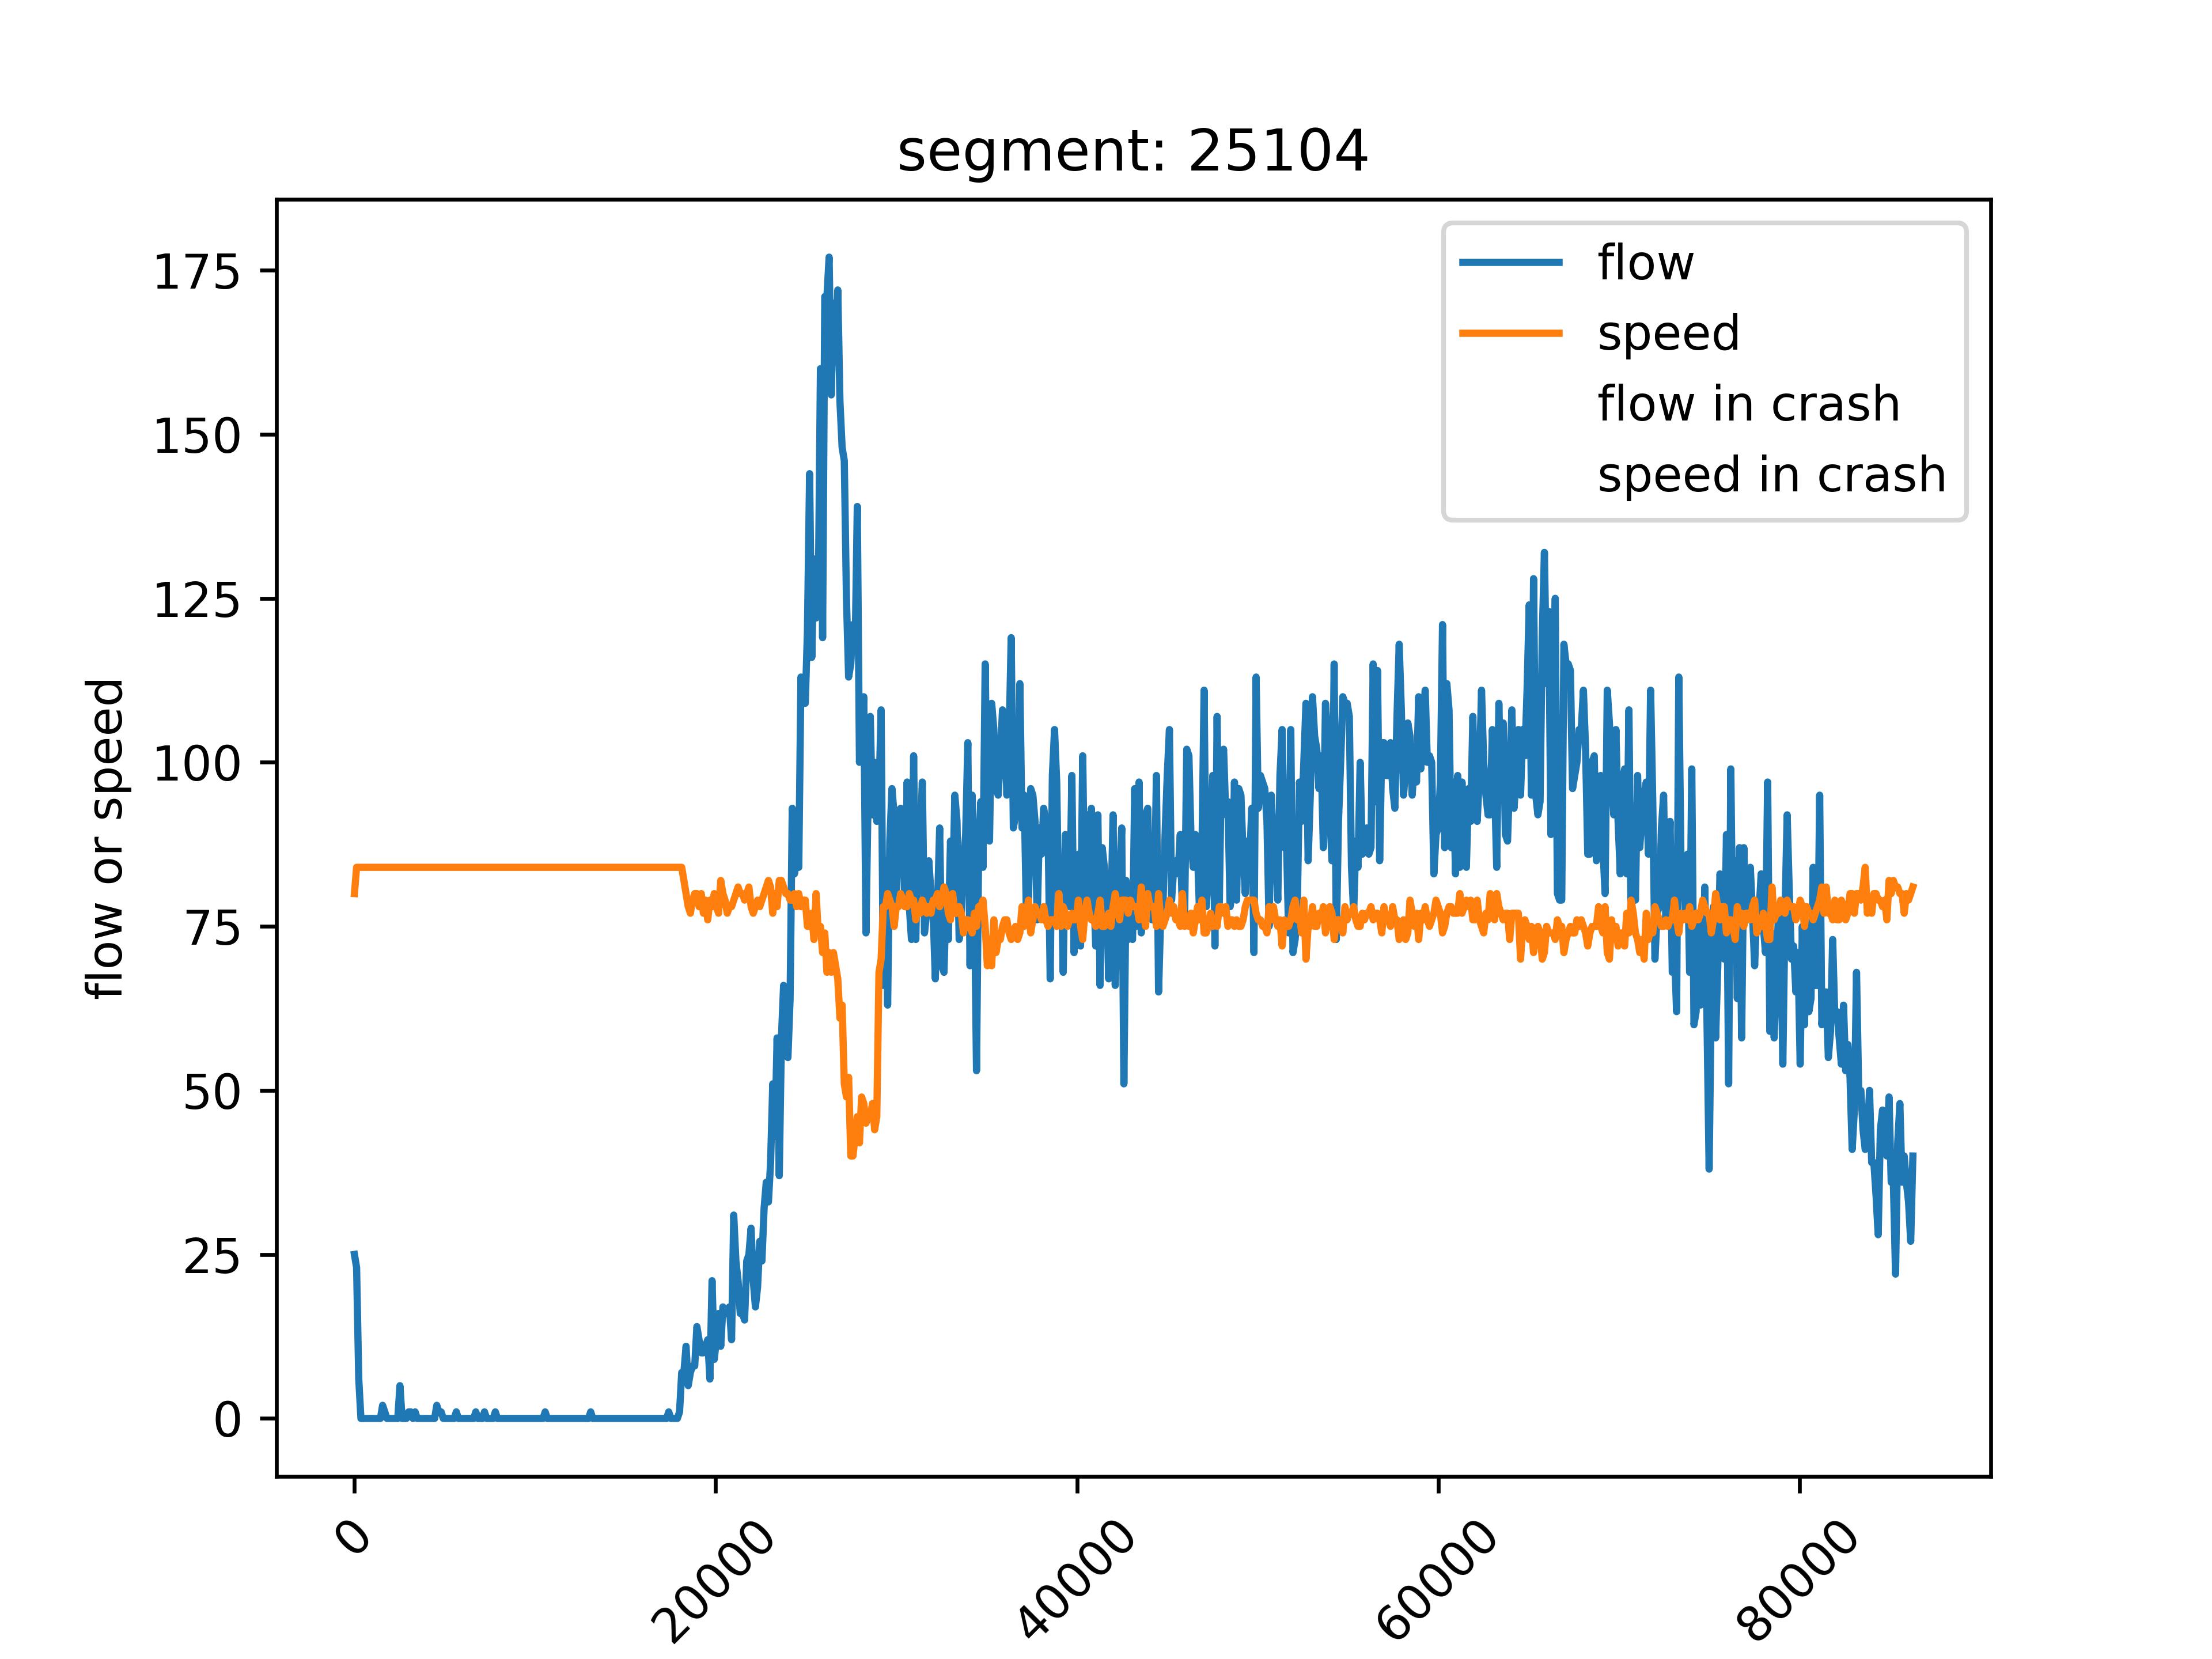 segment: 25104
flow
speed
flow in crash
speed in crash
flow or speed
175
150
125
100
75
50
25
0
0
20000
40000
60000
80000